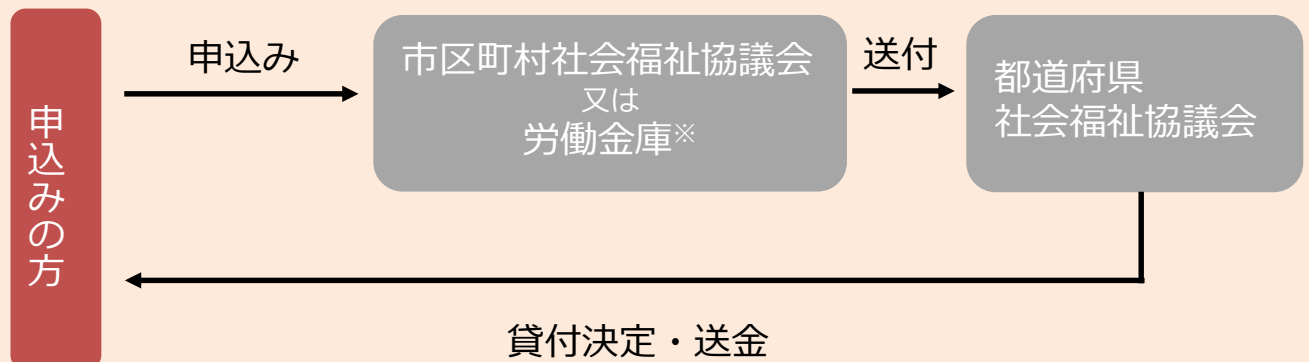 申込みの方
申込み
市区町村社会福祉協議会
又は
労働金庫※
送付
都道府県
社会福祉協議会
貸付決定・送金